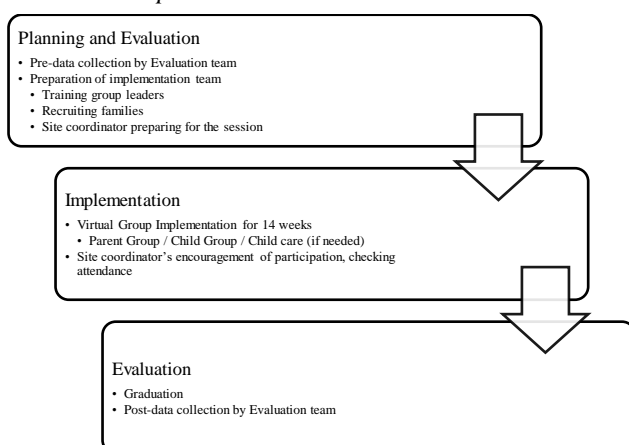 Planning and Evaluation
• Pre-data collection by Evaluation team
• Preparation of implementation team
• Training group leaders
• Recruiting families
• Site coordinator preparing for the session
Implementation
• Virtual Group Implementation for 14 weeks
• Parent Group / Child Group / Child care (if needed)
• Site coordinator's encouragement of participation, checking
attendance
Evaluation
• Graduation
• Post-data collection by Evaluation team